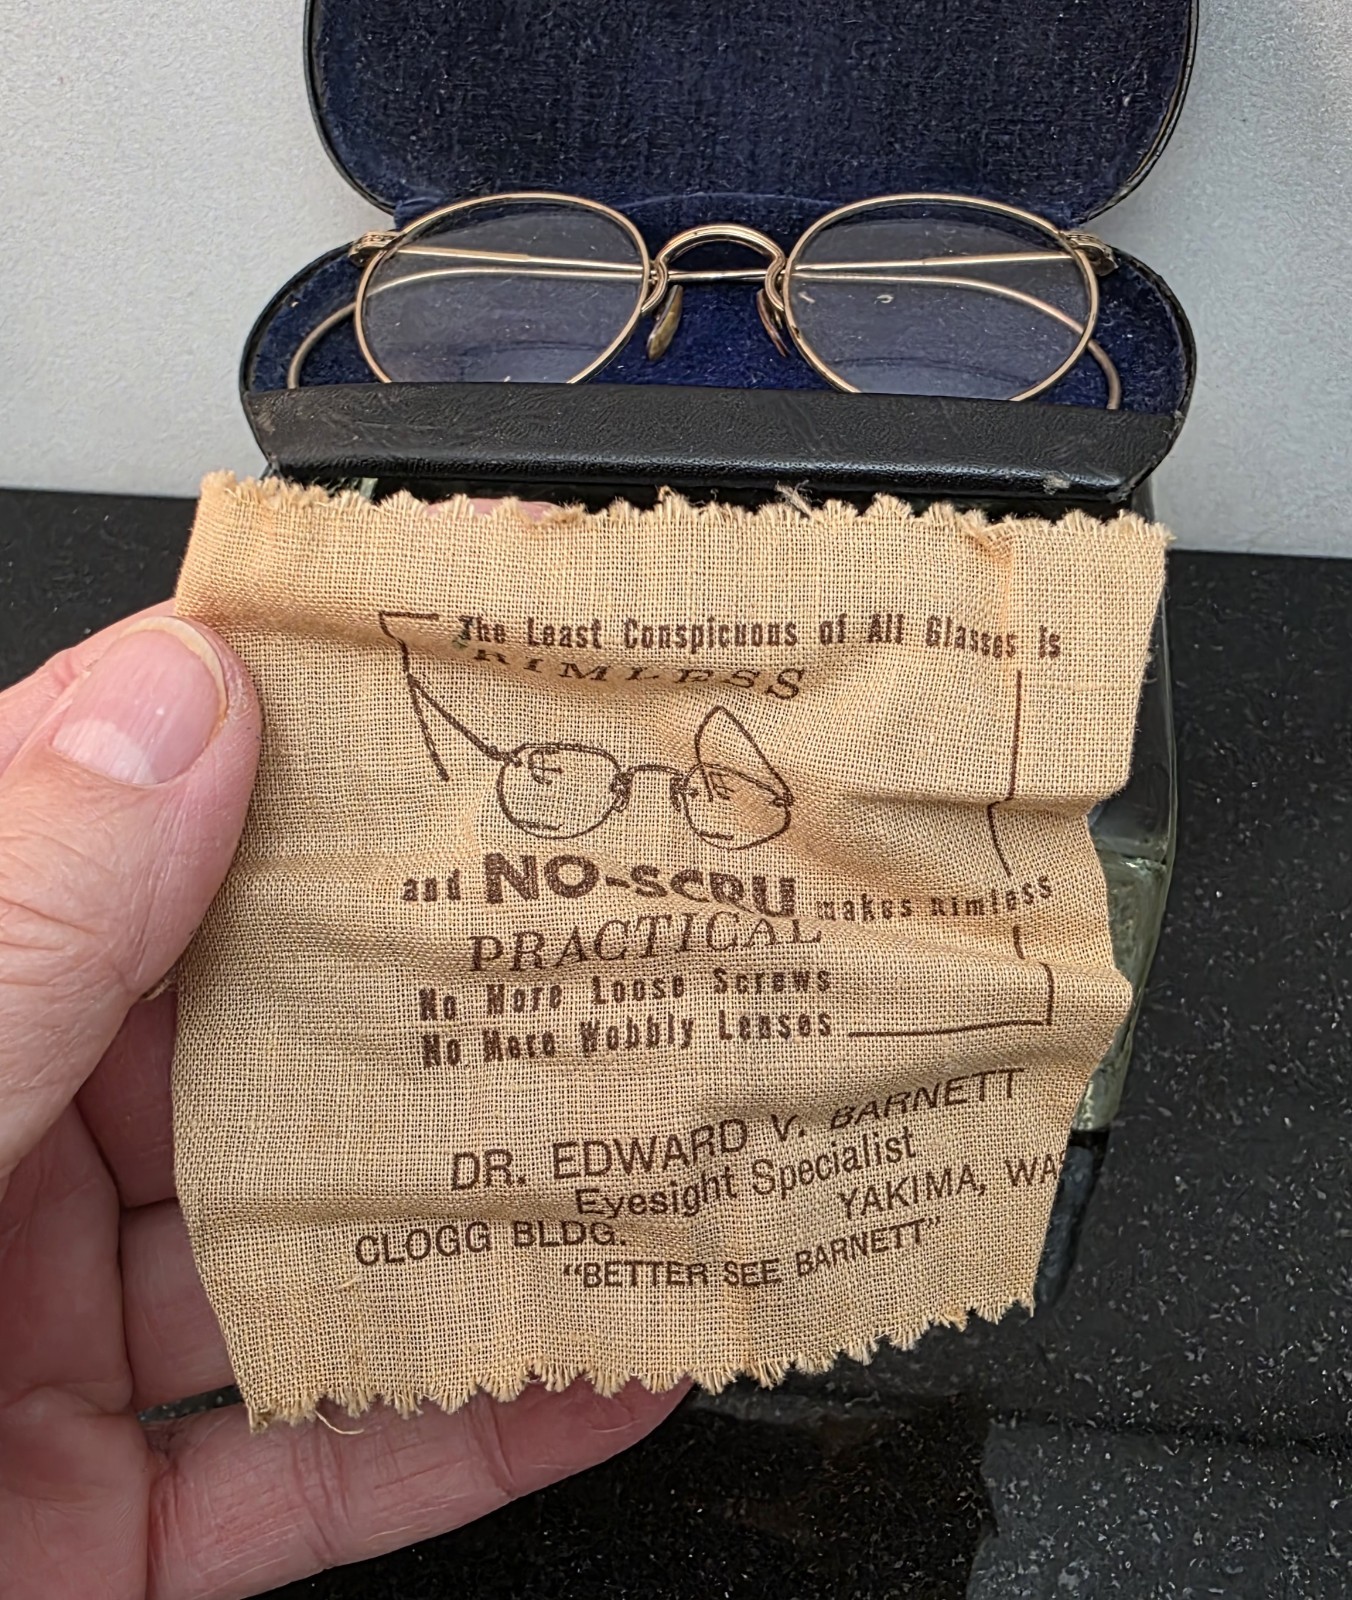 The Least Conspicuous of All Glasses is
RIMLESS
and NO-SCRU makes Rimless
PRACTICAL
No More Loose Screws
No More Wobbly Lenses
DR. EDWARD V. BARNETT
Eyesight Specialist
CLOGG BLDG. YAKIMA, WAS
"BETTER SEE BARNETT"